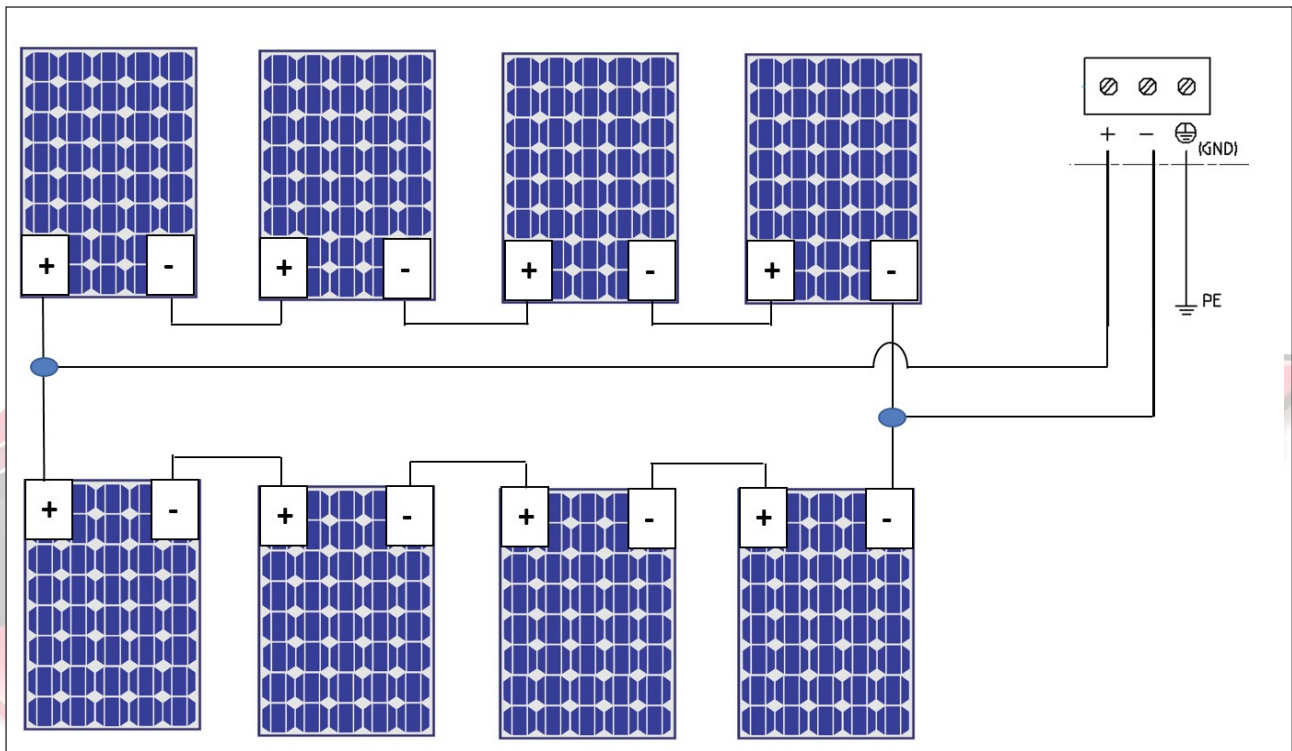 + - + - + - + -
+ − (GND)
PE
+ - + - + - + -